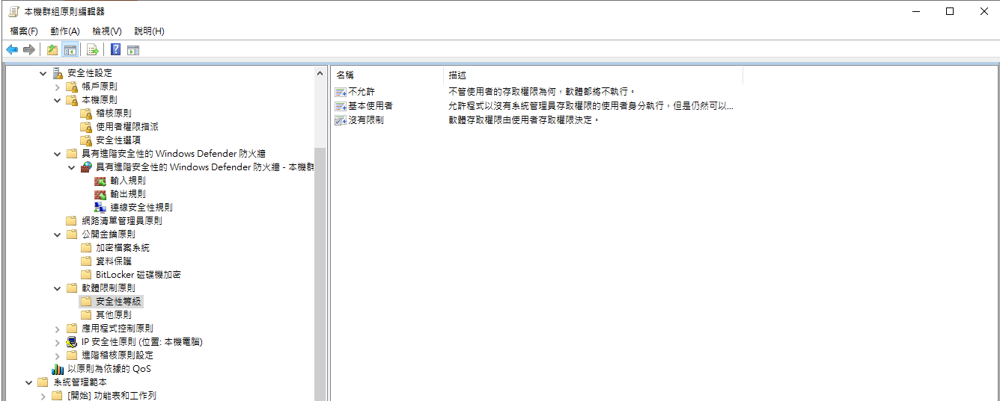 本機群組原則編輯器
檔案(F) 動作(A) 檢視(V) 說明(H)
安全性設定
帳戶原則
本機原則
稽核原則
使用者權限指派
安全性選項
具有進階安全性的 Windows Defender 防火牆
具有進階安全性的 Windows Defender 防火牆 - 本機群
輸入規則
輸出規則
連線安全性規則
網路清單管理員原則
公開金鑰原則
加密檔案系統
資料保護
BitLocker 磁碟機加密
軟體限制原則
安全性等級
其他原則
應用程式控制原則
IP 安全性原則 (位置: 本機電腦)
進階稽核原則設定
以原則為依據的 QoS
系統管理範本
[開始] 功能表和工作列
名稱 描述
不允許 不管使用者的存取權限為何，軟體都將不執行。
基本使用者 允許程式以沒有系統管理員存取權限的使用者身分執行，但是仍然可以...
沒有限制 軟體存取權限由使用者存取權限決定。